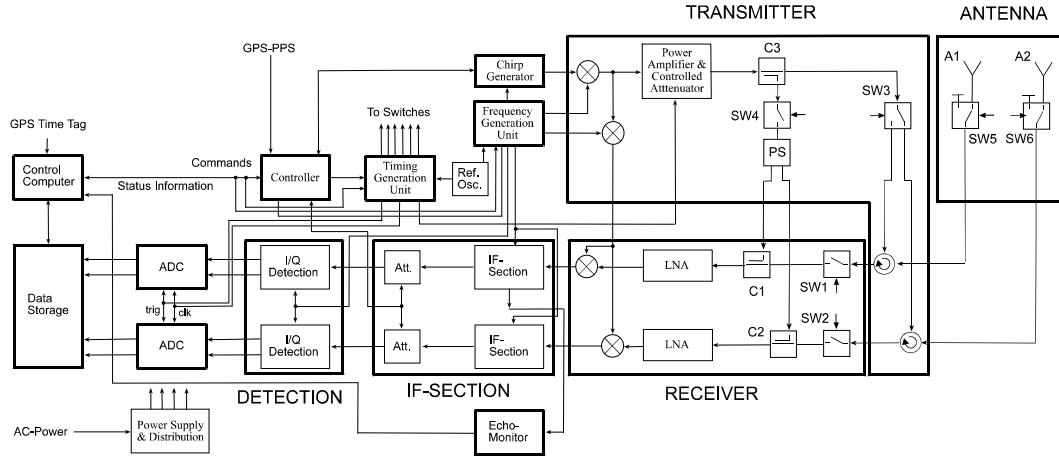 TRANSMITTER
ANTENNA
GPS-PPS
Chirp
Generator
Power
Amplifier &
Controlled
Atttenuator
C3
A1
A2
To Switches
Frequency
Generation
Unit
SW4
SW3
SW5
SW6
GPS Time Tag
PS
Control
Computer
Commands
Status Information
Controller
Timing
Generation
Unit
Ref.
Osc.
Data
Storage
ADC
I/Q
Detection
Att.
IF-
Section
LNA
C1
SW1
trig
clk
SW2
ADC
I/Q
Detection
Att.
IF-
Section
LNA
C2
DETECTION
IF-SECTION
RECEIVER
AC-Power
Power Supply
& Distribution
Echo-
Monitor